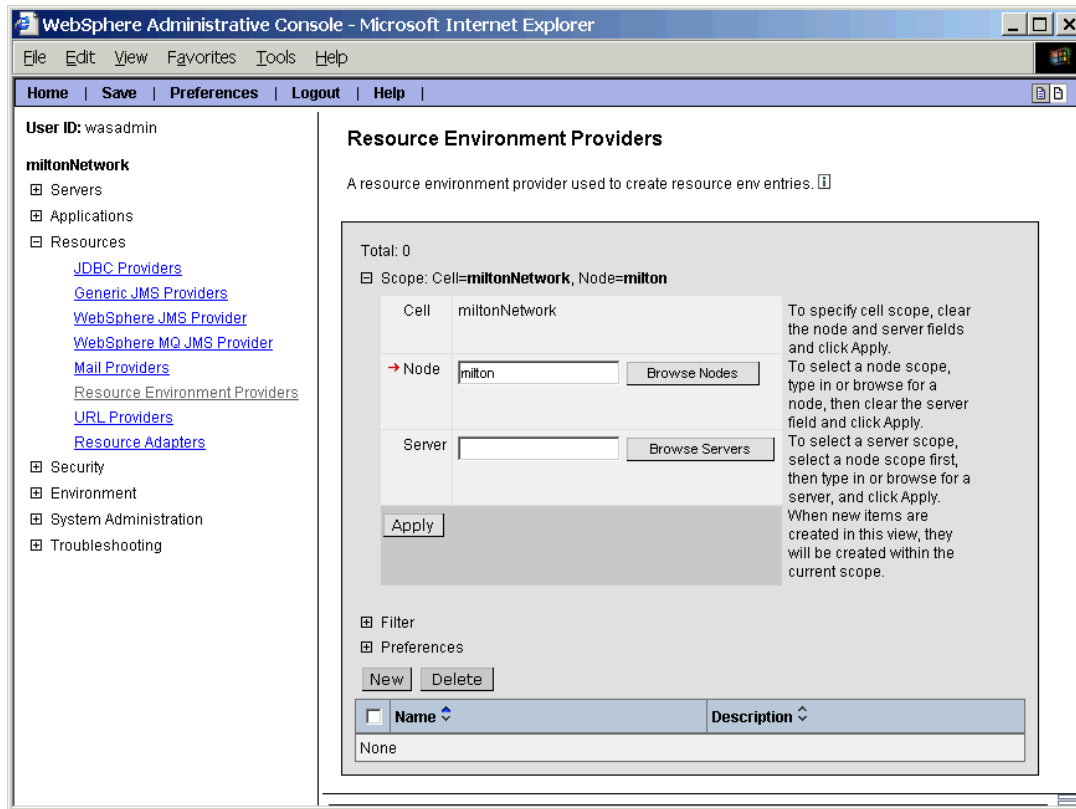 WebSphere Administrative Console - Microsoft Internet Explorer
File Edit View Favorites Tools Help
Home | Save | Preferences | Logout | Help |
User ID: wasadmin
miltonNetwork
Servers
Applications
Resources
JDBC Providers
Generic JMS Providers
WebSphere JMS Provider
WebSphere MQ JMS Provider
Mail Providers
Resource Environment Providers
URL Providers
Resource Adapters
Security
Environment
System Administration
Troubleshooting
Resource Environment Providers
A resource environment provider used to create resource env entries. i
Total: 0
Scope: Cell=miltonNetwork, Node=milton
Cell miltonNetwork
To specify cell scope, clear
the node and server fields
and click Apply.
Node milton Browse Nodes
To select a node scope,
type in or browse for a
node, then clear the server
field and click Apply.
Server Browse Servers
To select a server scope,
select a node scope first,
then type in or browse for a
server, and click Apply.
Apply
When new items are
created in this view, they
will be created within the
current scope.
Filter
Preferences
New Delete
Name Description
None